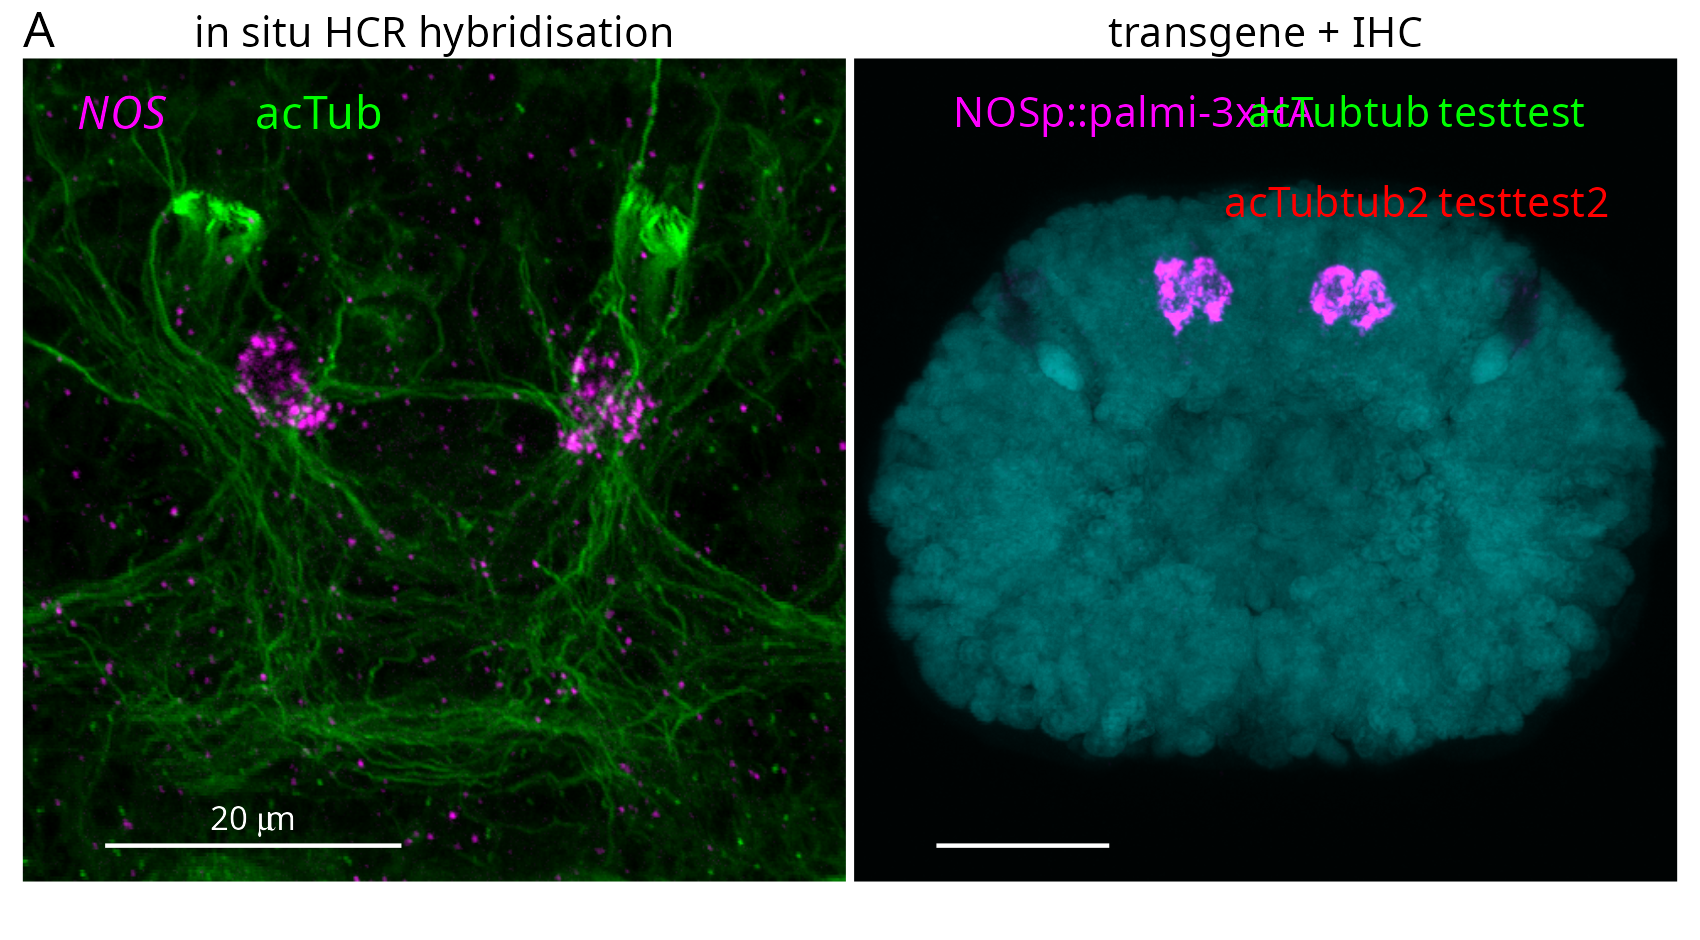 A
in situ HCR hybridisation
transgene + IHC
NOS
acTub
NOSp::palmi-3xHA
acTubtub testtest
acTubtub2 testtest2
20 μm